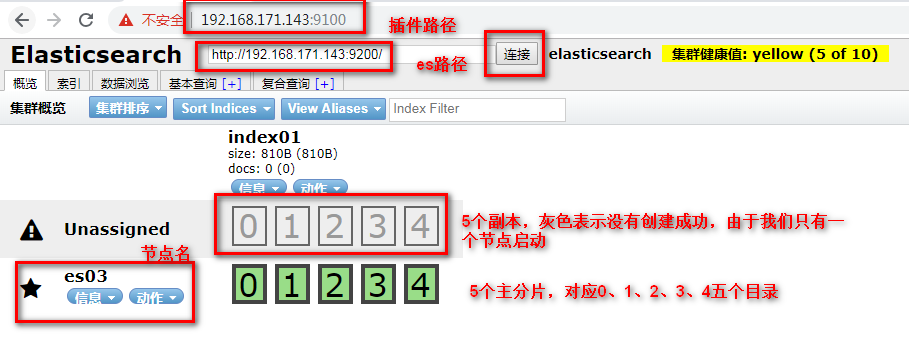 不安全 192.168.171.143:9100
插件路径
Elasticsearch http://192.168.171.143:9200/ 连接 elasticsearch 集群健康值: yellow (5 of 10)
es路径
概览 索引 数据浏览 基本查询 [+] 复合查询 [+]
集群概览 集群排序 Sort Indices View Aliases Index Filter
index01
size: 810B (810B)
docs: 0 (0)
信息 动作
Unassigned 0 1 2 3 4
5个副本，灰色表示没有创建成功，由于我们只有一
个节点启动
节点名
es03 0 1 2 3 4
信息 动作
5个主分片，对应0、1、2、3、4五个目录